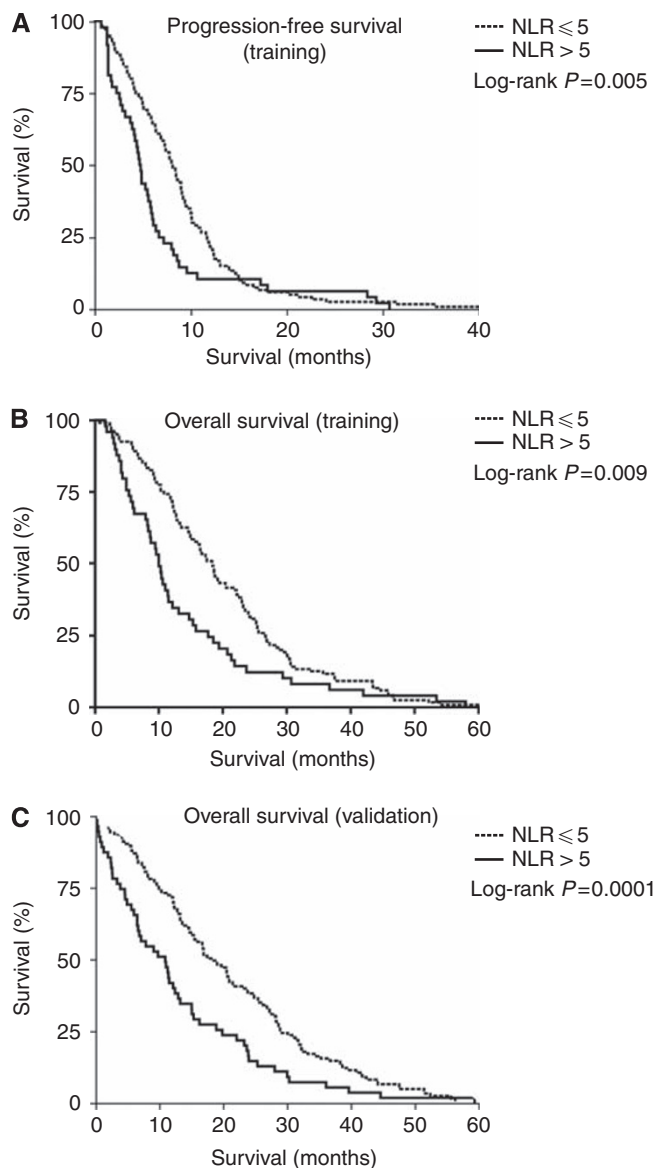 A
Progression-free survival
(training)
NLR ⩽ 5
NLR > 5
Log-rank P=0.005
Survival (%)
100
75
50
25
0
0 10 20 30 40
Survival (months)
B
Overall survival (training)
NLR ⩽ 5
NLR > 5
Log-rank P=0.009
Survival (%)
100
75
50
25
0
0 10 20 30 40 50 60
Survival (months)
C
Overall survival (validation)
NLR ⩽ 5
NLR > 5
Log-rank P=0.0001
Survival (%)
100
75
50
25
0
0 10 20 30 40 50 60
Survival (months)